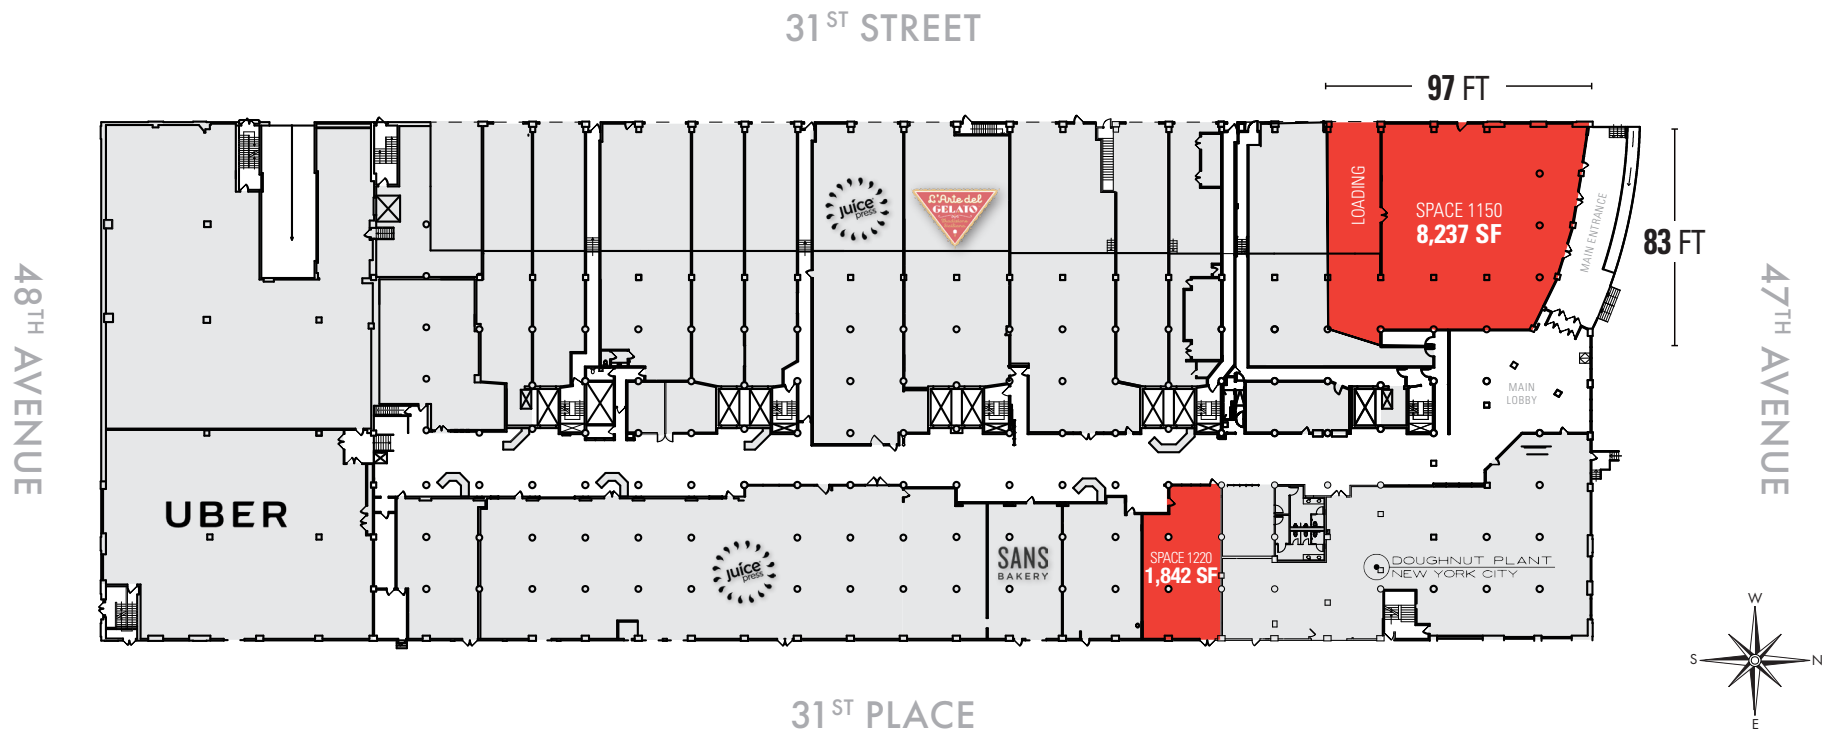 31ST STREET
97 FT
83 FT
48TH AVENUE
47TH AVENUE
juice
press
L'Arte del
GELATO
LOADING
SPACE 1150
8,237 SF
MAIN ENTRANCE
MAIN
LOBBY
UBER
juice
press
SANS
BAKERY
SPACE 1220
1,842 SF
DOUGHNUT PLANT
NEW YORK CITY
W
S
N
E
31ST PLACE